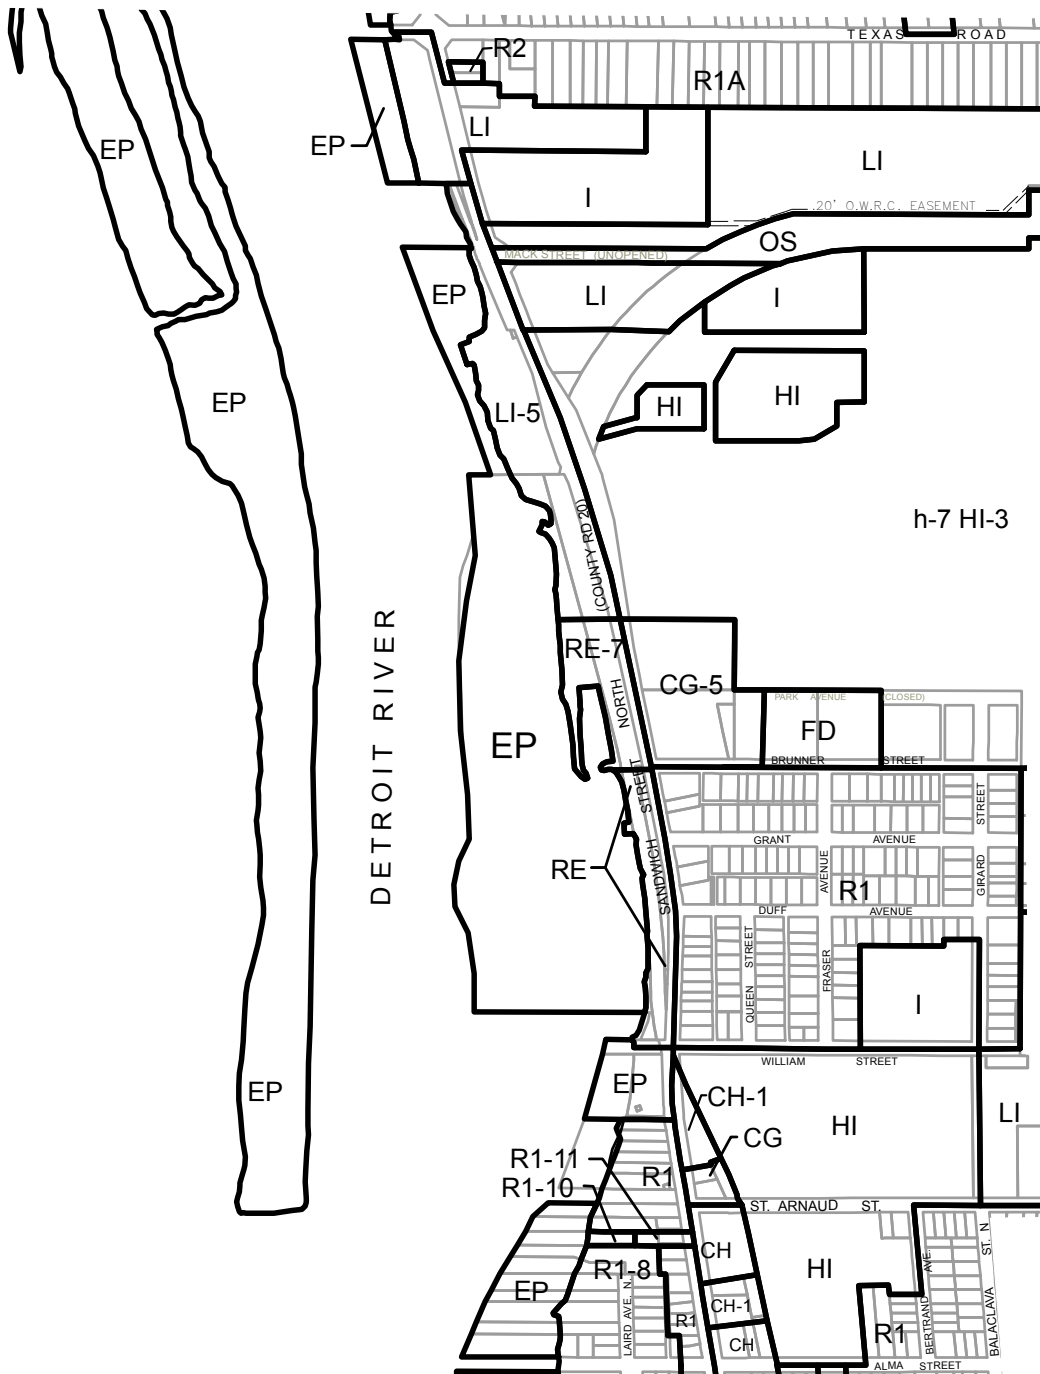 TEXAS ROAD
R2
R1A
EP
EP
LI
LI
I
.20' O.W.R.C. EASEMENT
OS
MACK STREET (UNOPENED)
EP
LI
I
EP
HI
HI
LI-5
h-7 HI-3
(COUNTY RD 20)
DETROIT RIVER
RE-7
CG-5
NORTH
PARK AVENUE (CLOSED)
FD
EP
BRUNNER STREET
STREET
STREET
GRANT AVENUE
SANDWICH
AVENUE
GIRARD
RE
R1
DUFF AVENUE
STREET
QUEEN
FRASER
I
WILLIAM STREET
EP
EP
CH-1
LI
HI
CG
R1-11
R1
R1-10
ST. ARNAUD ST.
CH
R1-8
HI
EP
CH-1
LAIRD AVE. N.
R1
R1
CH
BERTRAND AVE.
BALACLAVA ST. N
ALMA STREET